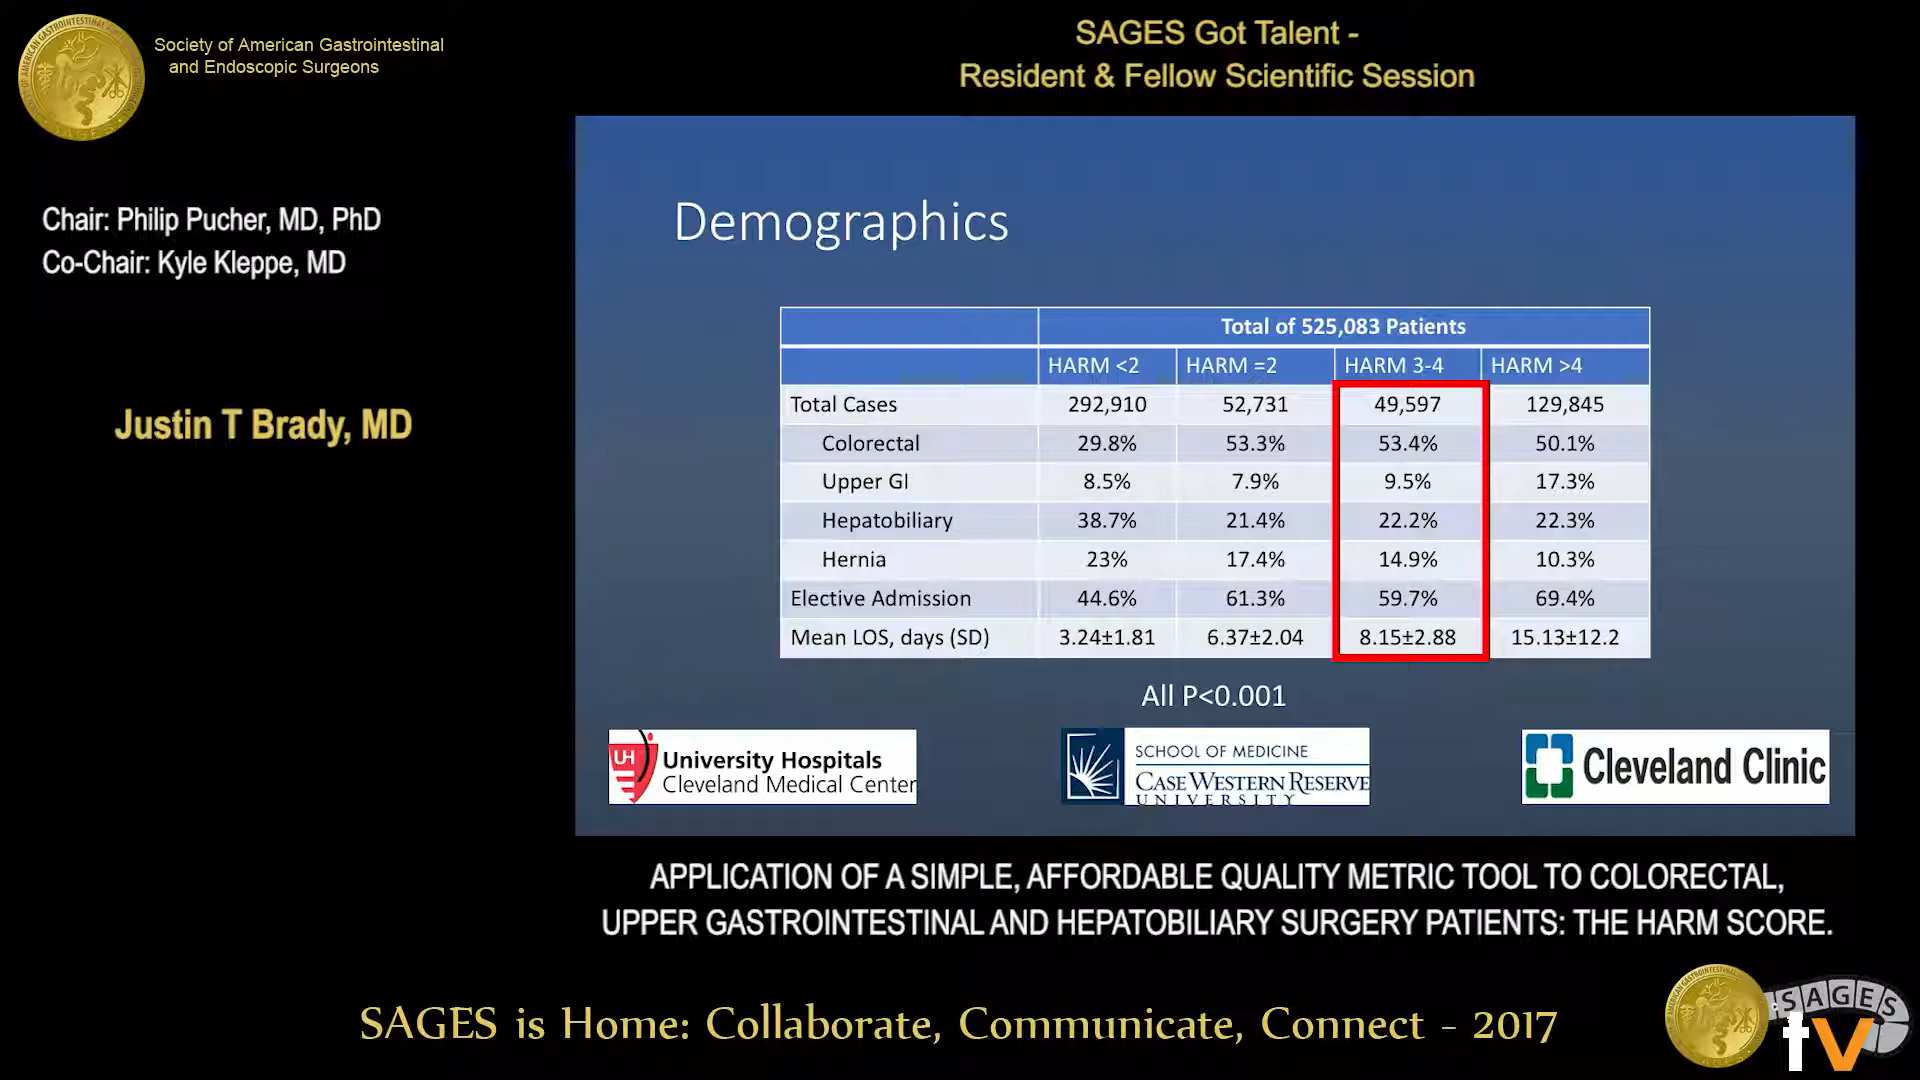 Society of American Gastrointestinal
and Endoscopic Surgeons
SAGES Got Talent -
Resident & Fellow Scientific Session
Chair: Philip Pucher, MD, PhD
Co-Chair: Kyle Kleppe, MD
Justin T Brady, MD
Demographics
Total of 525,083 Patients
HARM <2 HARM =2 HARM 3-4 HARM >4
Total Cases 292,910 52,731 49,597 129,845
Colorectal 29.8% 53.3% 53.4% 50.1%
Upper GI 8.5% 7.9% 9.5% 17.3%
Hepatobiliary 38.7% 21.4% 22.2% 22.3%
Hernia 23% 17.4% 14.9% 10.3%
Elective Admission 44.6% 61.3% 59.7% 69.4%
Mean LOS, days (SD) 3.24±1.81 6.37±2.04 8.15±2.88 15.13±12.2
All P<0.001
UH University Hospitals
Cleveland Medical Center
SCHOOL OF MEDICINE
CASE WESTERN RESERVE
UNIVERSITY
Cleveland Clinic
APPLICATION OF A SIMPLE, AFFORDABLE QUALITY METRIC TOOL TO COLORECTAL,
UPPER GASTROINTESTINAL AND HEPATOBILIARY SURGERY PATIENTS: THE HARM SCORE.
SAGES is Home: Collaborate, Communicate, Connect - 2017
SAGES
tv